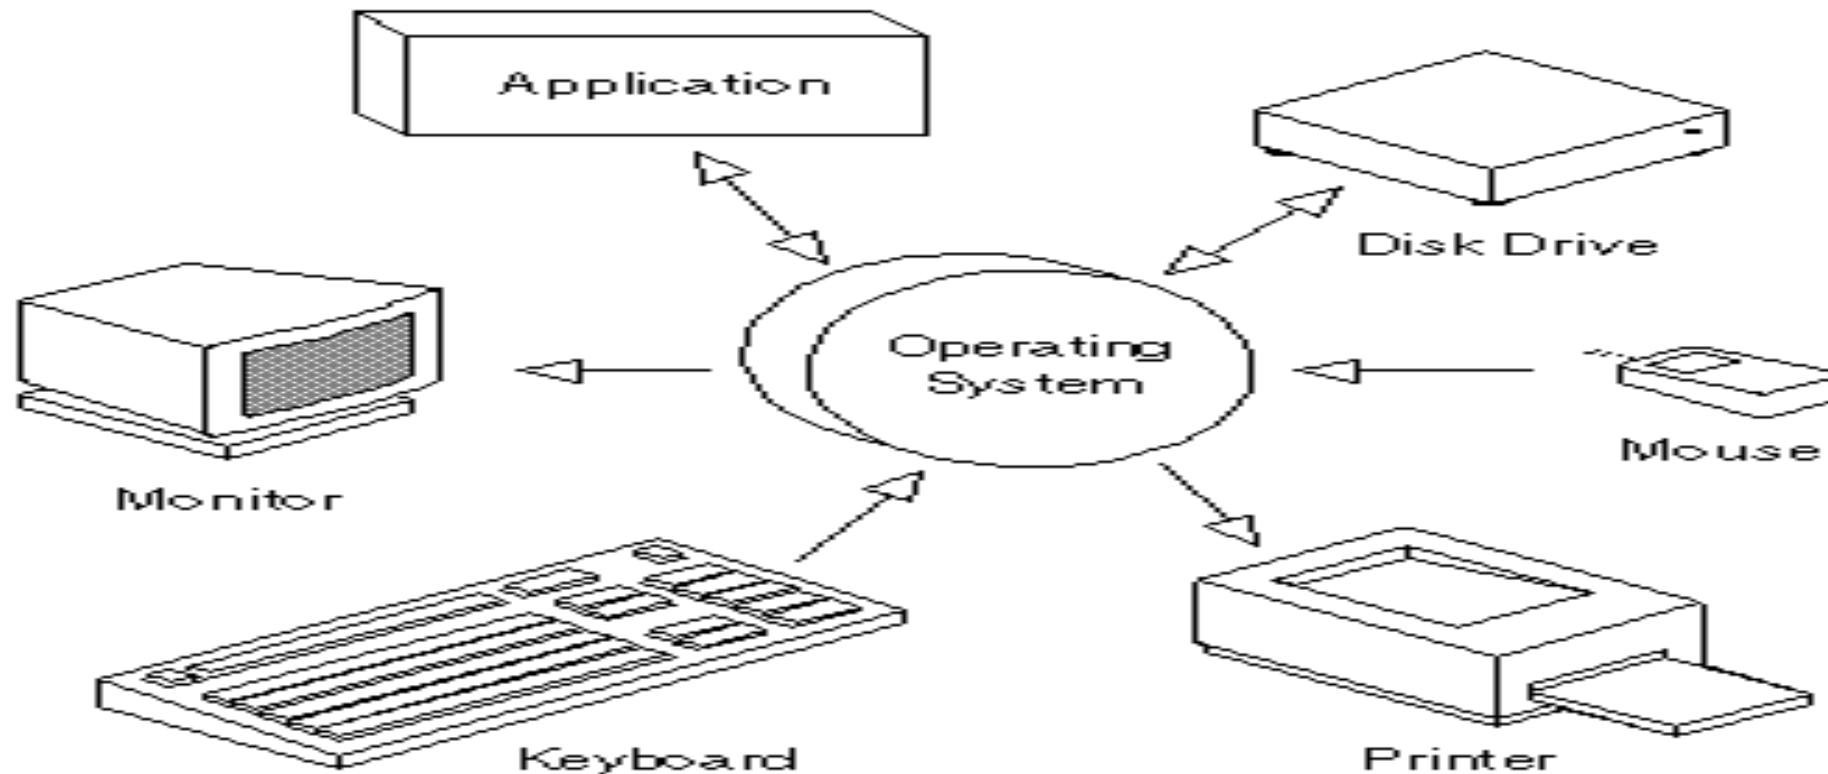 Application
Disk Drive
Operating
System
Mouse
Monitor
Keyboard
Printer